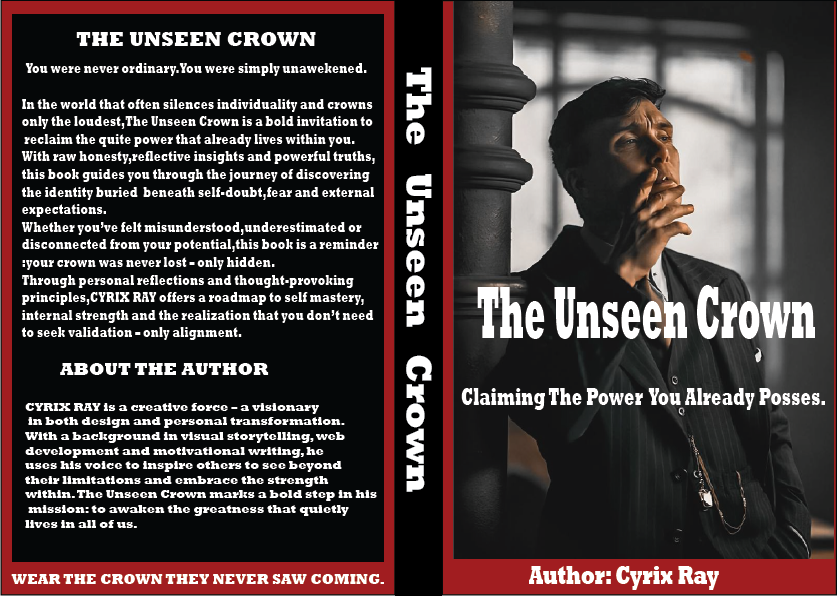 THE UNSEEN CROWN
You were never ordinary.You were simply unawekened.
In the world that often silences individuality and crowns
only the loudest,The Unseen Crown is a bold invitation to
reclaim the quite power that already lives within you.
With raw honesty,reflective insights and powerful truths,
this book guides you through the journey of discovering
the identity buried beneath self-doubt,fear and external
expectations.
Whether you've felt misunderstood,underestimated or
disconnected from your potential,this book is a reminder
:your crown was never lost – only hidden.
Through personal reflections and thought-provoking
principles,CYRIX RAY offers a roadmap to self mastery,
internal strength and the realization that you don't need
to seek validation – only alignment.
ABOUT THE AUTHOR
CYRIX RAY is a creative force – a visionary
in both design and personal transformation.
With a background in visual storytelling, web
development and motivational writing, he
uses his voice to inspire others to see beyond
their limitations and embrace the strength
within. The Unseen Crown marks a bold step in his
mission: to awaken the greatness that quietly
lives in all of us.
WEAR THE CROWN THEY NEVER SAW COMING.
The Unseen Crown
The Unseen Crown
Claiming The Power You Already Posses.
Author: Cyrix Ray